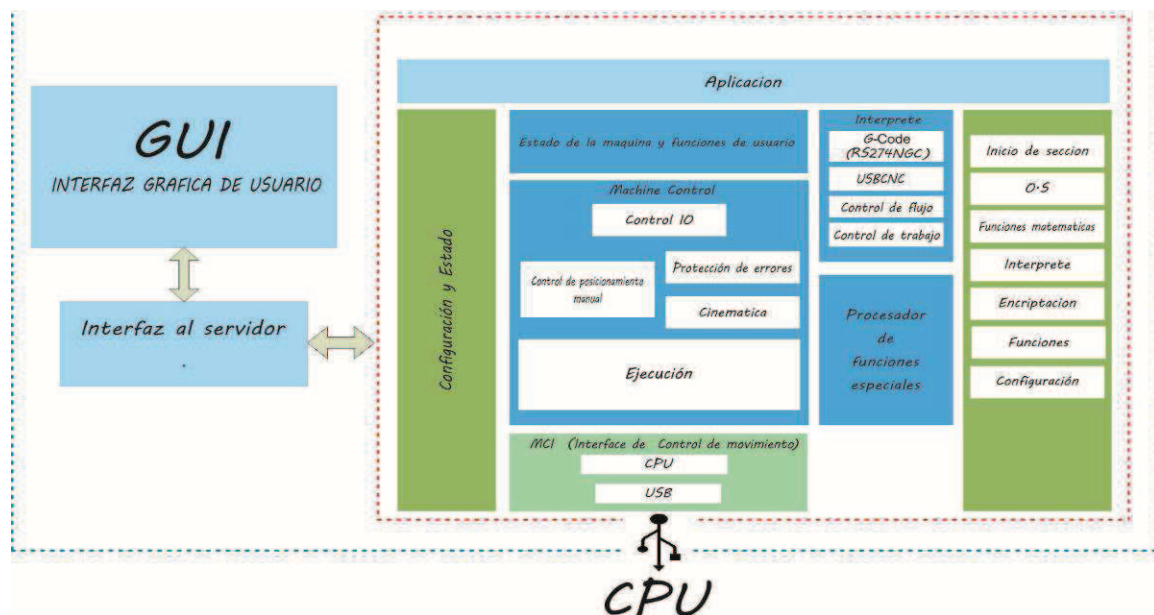 GUI
INTERFAZ GRAFICA DE USUARIO
Interfaz al servidor
.
Aplicacion
Configuración y Estado
Estado de la maquina y funciones de usuario
Machine Control
Control IO
Control de posicionamiento
manual
Protección de errores
Cinematica
Ejecución
MCI (Interface de Control de movimiento)
CPU
USB
Interprete
G-Code
(RS274NGC)
USBCNC
Control de flujo
Control de trabajo
Procesador
de
funciones
especiales
Inicio de seccion
O.S
Funciones matematicas
Interprete
Encriptacion
Funciones
Configuración
CPU